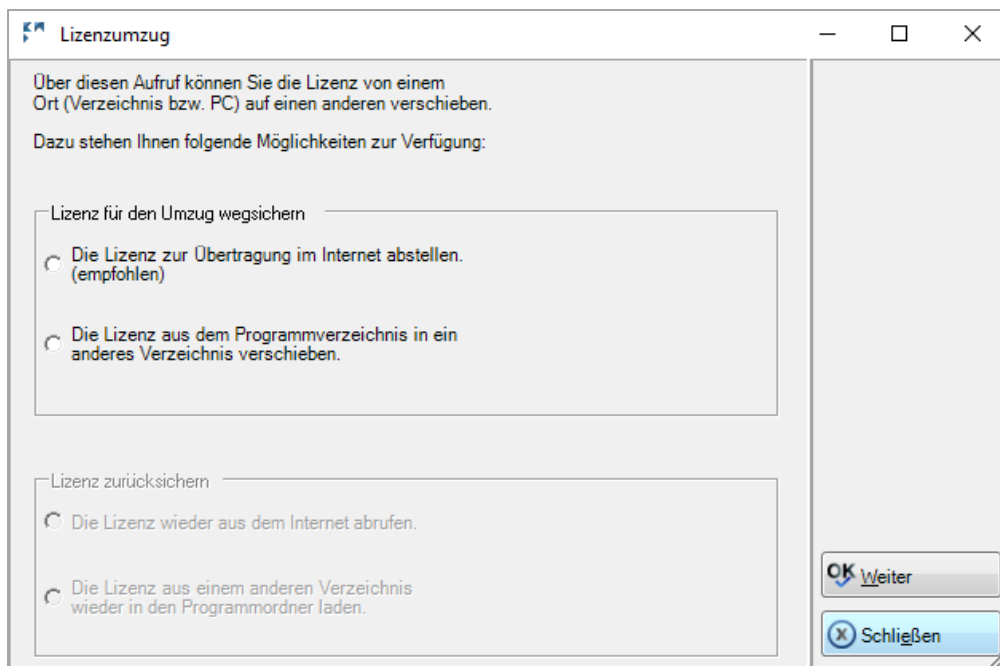 Lizenzumzug
Über diesen Aufruf können Sie die Lizenz von einem
Ort (Verzeichnis bzw. PC) auf einen anderen verschieben.
Dazu stehen Ihnen folgende Möglichkeiten zur Verfügung:
Lizenz für den Umzug wegsichern
Die Lizenz zur Übertragung im Internet abstellen.
(empfohlen)
Die Lizenz aus dem Programmverzeichnis in ein
anderes Verzeichnis verschieben.
Lizenz zurücksichern
Die Lizenz wieder aus dem Internet abrufen.
Die Lizenz aus einem anderen Verzeichnis
wieder in den Programmordner laden.
OK Weiter
Schließen